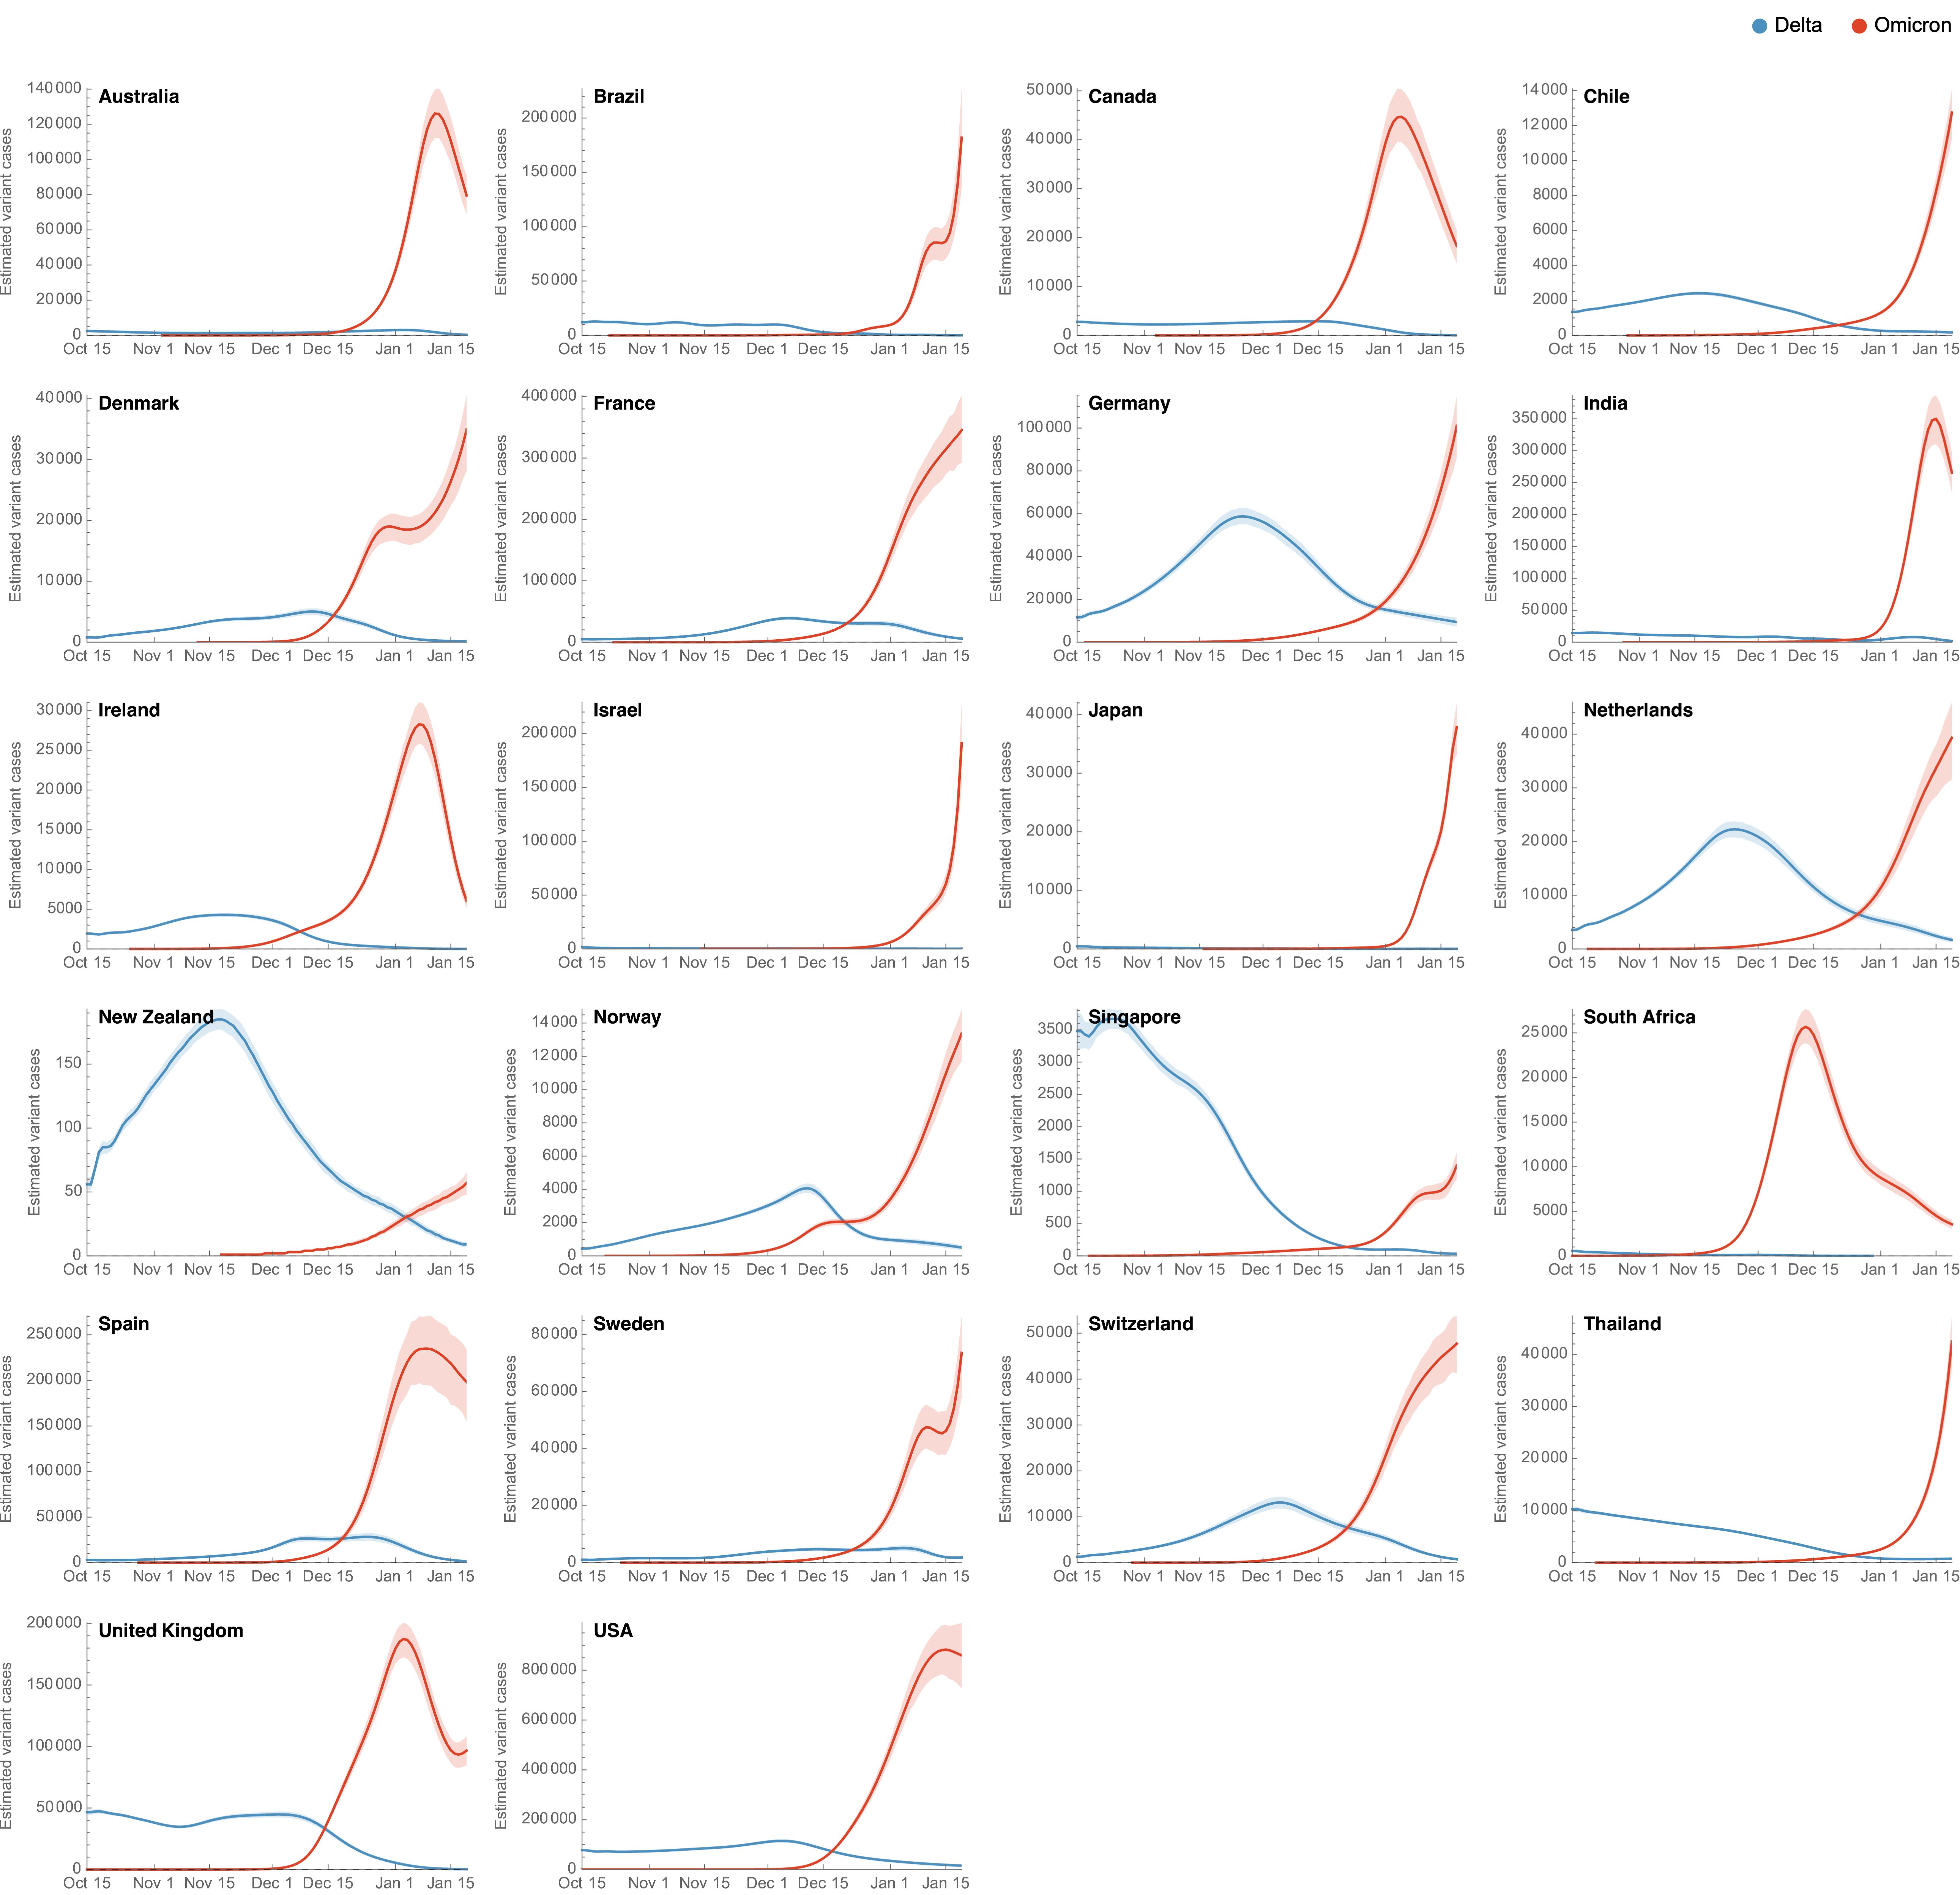 Delta Omicron
Australia
Estimated variant cases
140 000
120 000
100 000
80 000
60 000
40 000
20 000
0
Oct 15 Nov 1 Nov 15 Dec 1 Dec 15 Jan 1 Jan 15
Brazil
Estimated variant cases
200 000
150 000
100 000
50 000
0
Oct 15 Nov 1 Nov 15 Dec 1 Dec 15 Jan 1 Jan 15
Canada
Estimated variant cases
50 000
40 000
30 000
20 000
10 000
0
Oct 15 Nov 1 Nov 15 Dec 1 Dec 15 Jan 1 Jan 15
Chile
Estimated variant cases
14 000
12 000
10 000
8000
6000
4000
2000
0
Oct 15 Nov 1 Nov 15 Dec 1 Dec 15 Jan 1 Jan 15
Denmark
Estimated variant cases
40 000
30 000
20 000
10 000
0
Oct 15 Nov 1 Nov 15 Dec 1 Dec 15 Jan 1 Jan 15
France
Estimated variant cases
400 000
300 000
200 000
100 000
0
Oct 15 Nov 1 Nov 15 Dec 1 Dec 15 Jan 1 Jan 15
Germany
Estimated variant cases
100 000
80 000
60 000
40 000
20 000
0
Oct 15 Nov 1 Nov 15 Dec 1 Dec 15 Jan 1 Jan 15
India
Estimated variant cases
350 000
300 000
250 000
200 000
150 000
100 000
50 000
0
Oct 15 Nov 1 Nov 15 Dec 1 Dec 15 Jan 1 Jan 15
Ireland
Estimated variant cases
30 000
25 000
20 000
15 000
10 000
5000
0
Oct 15 Nov 1 Nov 15 Dec 1 Dec 15 Jan 1 Jan 15
Israel
Estimated variant cases
200 000
150 000
100 000
50 000
0
Oct 15 Nov 1 Nov 15 Dec 1 Dec 15 Jan 1 Jan 15
Japan
Estimated variant cases
40 000
30 000
20 000
10 000
0
Oct 15 Nov 1 Nov 15 Dec 1 Dec 15 Jan 1 Jan 15
Netherlands
Estimated variant cases
40 000
30 000
20 000
10 000
0
Oct 15 Nov 1 Nov 15 Dec 1 Dec 15 Jan 1 Jan 15
New Zealand
Estimated variant cases
150
100
50
0
Oct 15 Nov 1 Nov 15 Dec 1 Dec 15 Jan 1 Jan 15
Norway
Estimated variant cases
14 000
12 000
10 000
8000
6000
4000
2000
0
Oct 15 Nov 1 Nov 15 Dec 1 Dec 15 Jan 1 Jan 15
Singapore
Estimated variant cases
3500
3000
2500
2000
1500
1000
500
0
Oct 15 Nov 1 Nov 15 Dec 1 Dec 15 Jan 1 Jan 15
South Africa
Estimated variant cases
25 000
20 000
15 000
10 000
5000
0
Oct 15 Nov 1 Nov 15 Dec 1 Dec 15 Jan 1 Jan 15
Spain
Estimated variant cases
250 000
200 000
150 000
100 000
50 000
0
Oct 15 Nov 1 Nov 15 Dec 1 Dec 15 Jan 1 Jan 15
Sweden
Estimated variant cases
80 000
60 000
40 000
20 000
0
Oct 15 Nov 1 Nov 15 Dec 1 Dec 15 Jan 1 Jan 15
Switzerland
Estimated variant cases
50 000
40 000
30 000
20 000
10 000
0
Oct 15 Nov 1 Nov 15 Dec 1 Dec 15 Jan 1 Jan 15
Thailand
Estimated variant cases
40 000
30 000
20 000
10 000
0
Oct 15 Nov 1 Nov 15 Dec 1 Dec 15 Jan 1 Jan 15
United Kingdom
Estimated variant cases
200 000
150 000
100 000
50 000
0
Oct 15 Nov 1 Nov 15 Dec 1 Dec 15 Jan 1 Jan 15
USA
Estimated variant cases
800 000
600 000
400 000
200 000
0
Oct 15 Nov 1 Nov 15 Dec 1 Dec 15 Jan 1 Jan 15